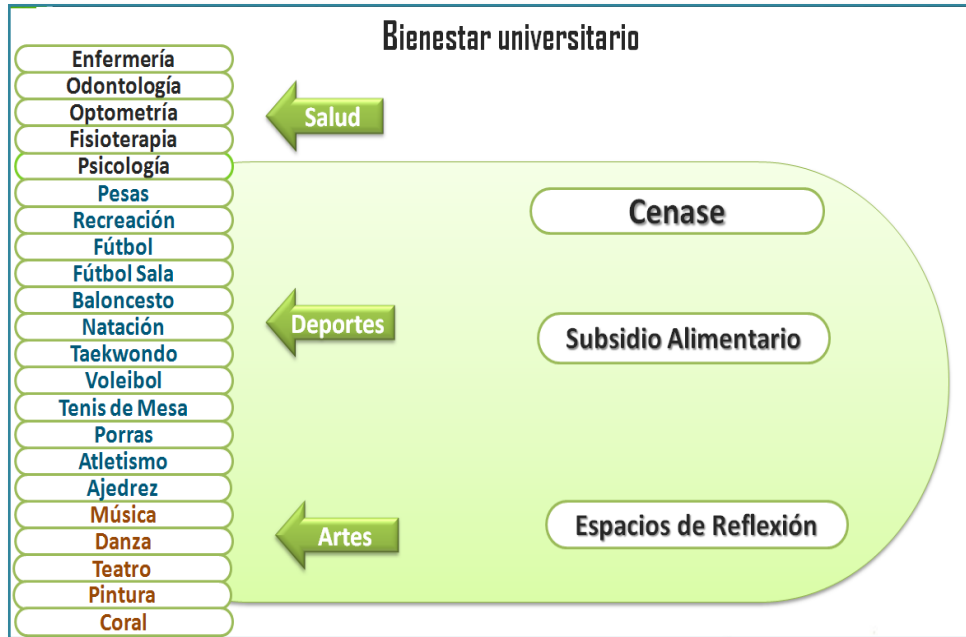 Bienestar universitario
Enfermería
Odontología
Optometría
Fisioterapia
Psicología
Pesas
Recreación
Fútbol
Fútbol Sala
Baloncesto
Natación
Taekwondo
Voleibol
Tenis de Mesa
Porras
Atletismo
Ajedrez
Música
Danza
Teatro
Pintura
Coral
Salud
Deportes
Artes
Cenase
Subsidio Alimentario
Espacios de Reflexión